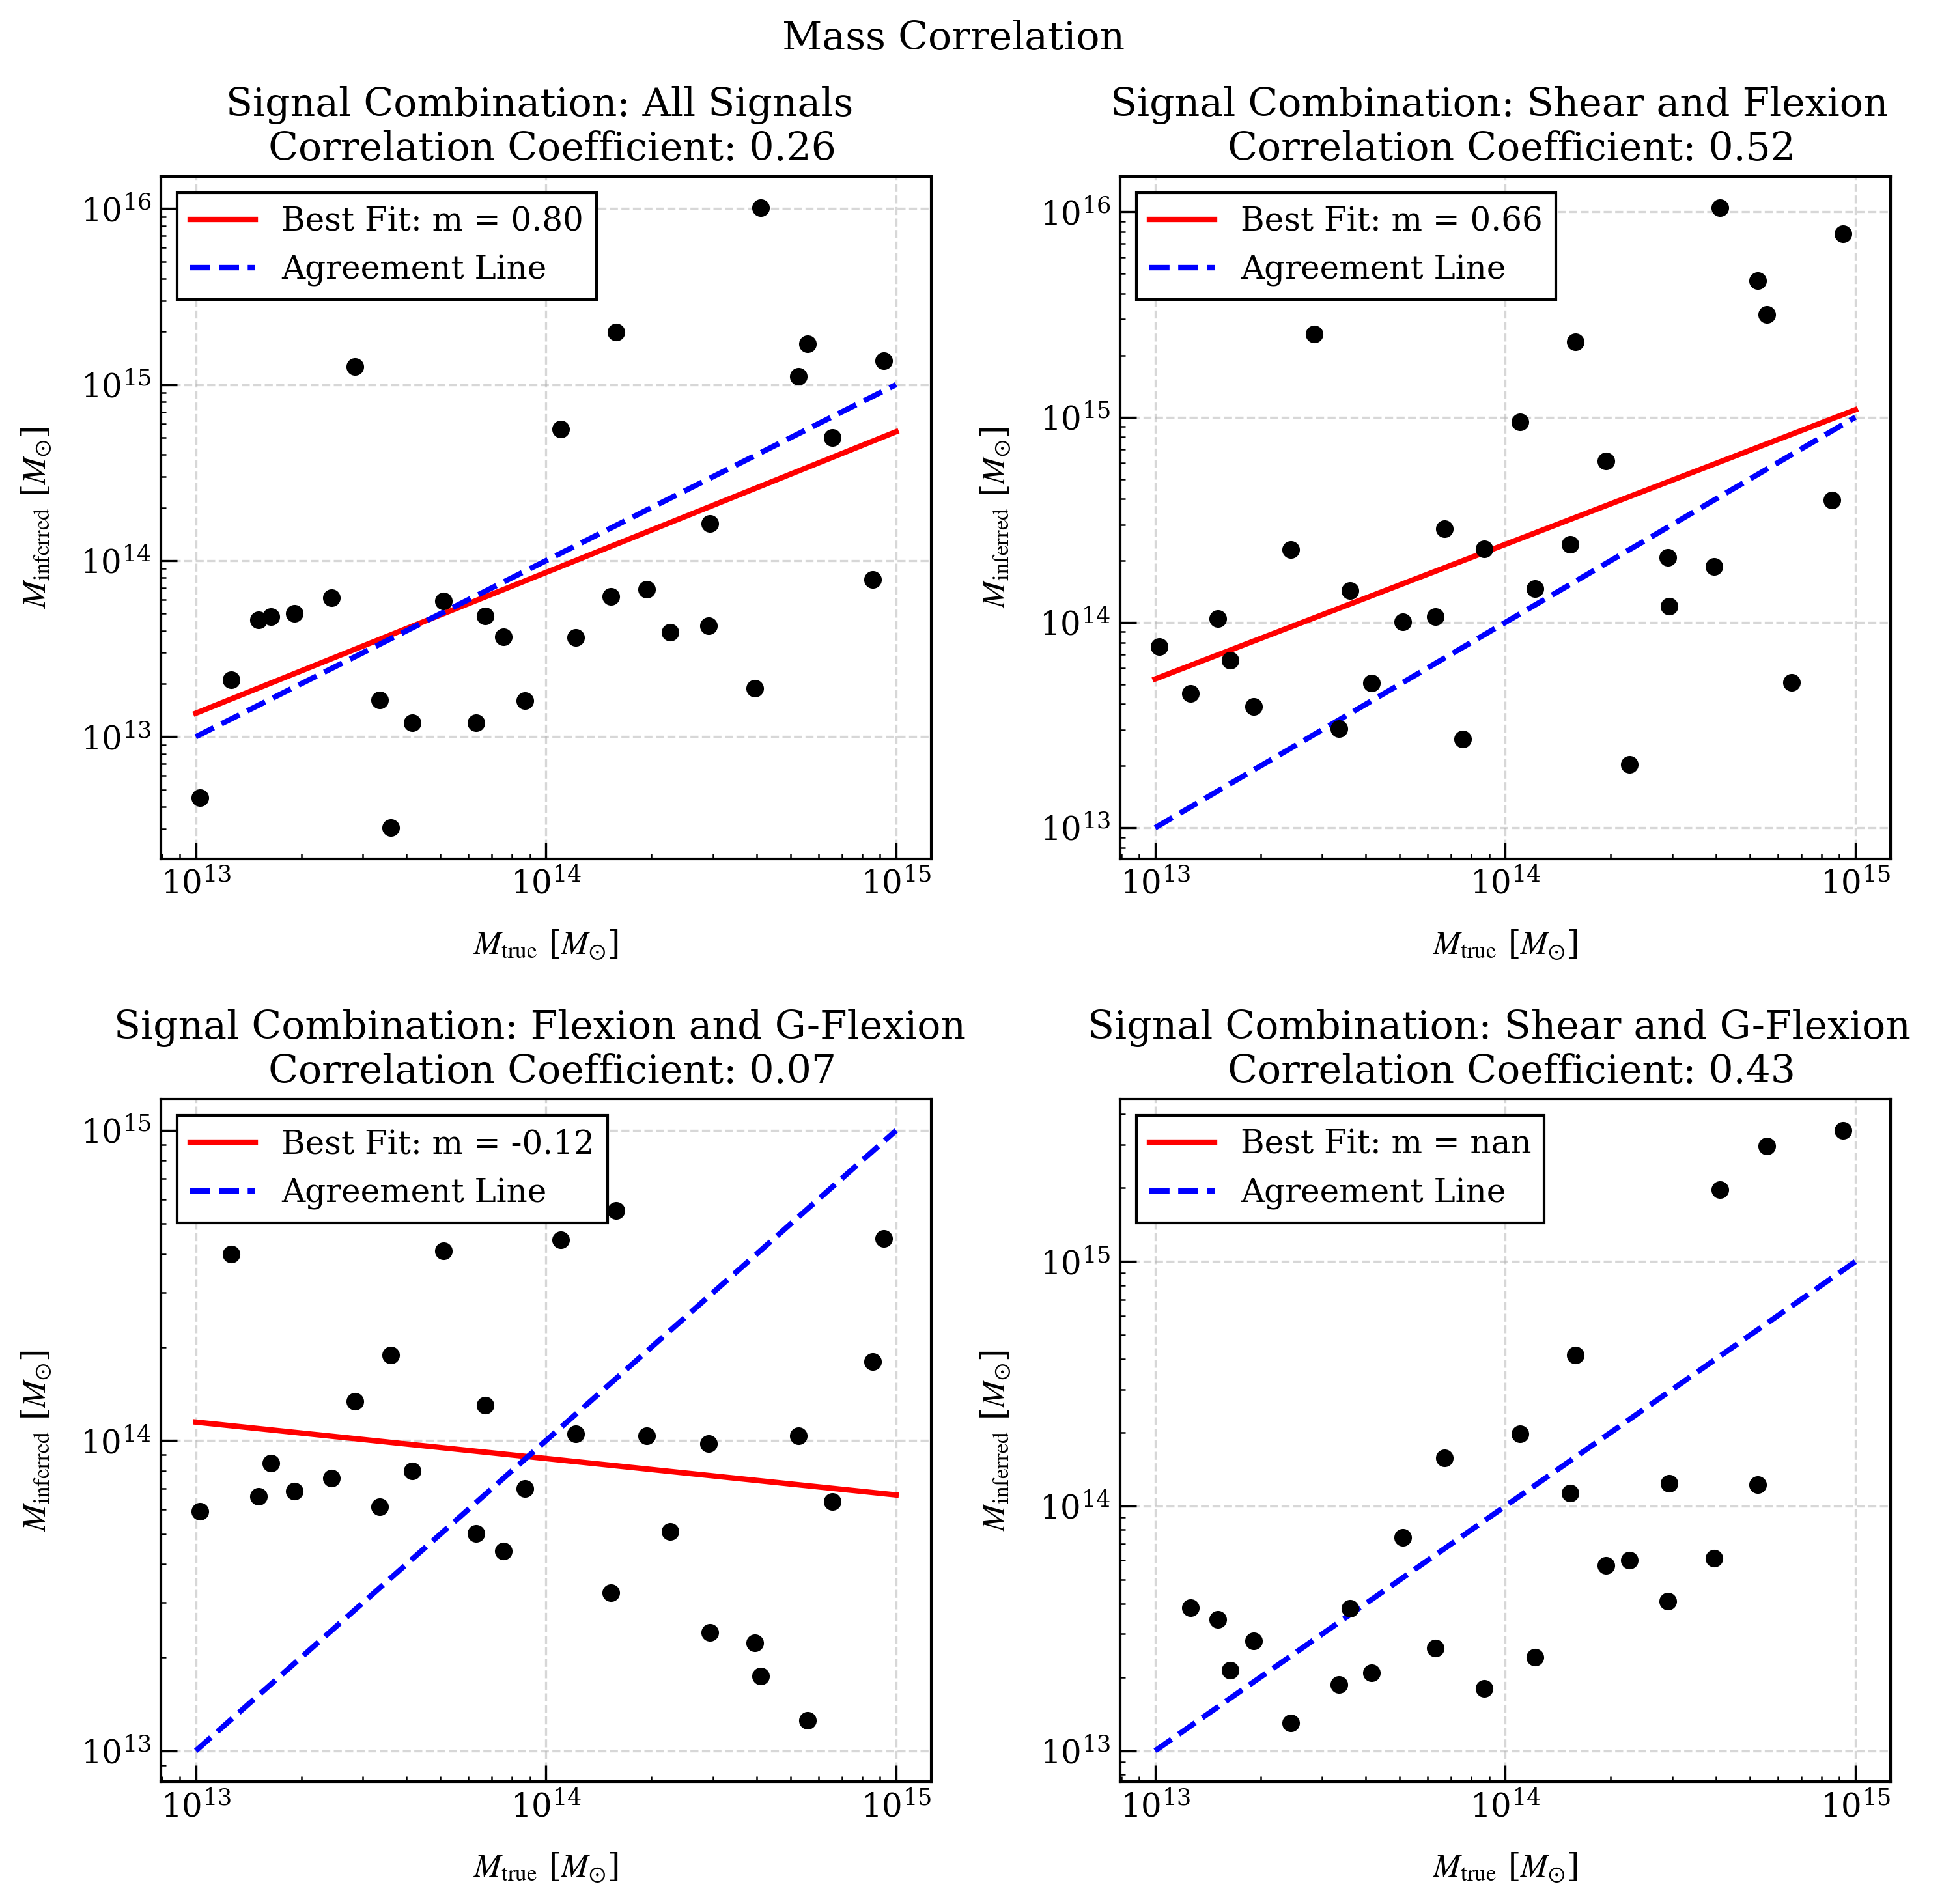 Mass Correlation
Signal Combination: All Signals
Correlation Coefficient: 0.26
Best Fit: m = 0.80
Agreement Line
10^16
10^15
10^14
10^13
M_inferred [M_⊙]
10^13 10^14 10^15
M_true [M_⊙]
Signal Combination: Shear and Flexion
Correlation Coefficient: 0.52
Best Fit: m = 0.66
Agreement Line
10^16
10^15
10^14
10^13
M_inferred [M_⊙]
10^13 10^14 10^15
M_true [M_⊙]
Signal Combination: Flexion and G-Flexion
Correlation Coefficient: 0.07
Best Fit: m = -0.12
Agreement Line
10^15
10^14
10^13
M_inferred [M_⊙]
10^13 10^14 10^15
M_true [M_⊙]
Signal Combination: Shear and G-Flexion
Correlation Coefficient: 0.43
Best Fit: m = nan
Agreement Line
10^15
10^14
10^13
M_inferred [M_⊙]
10^13 10^14 10^15
M_true [M_⊙]